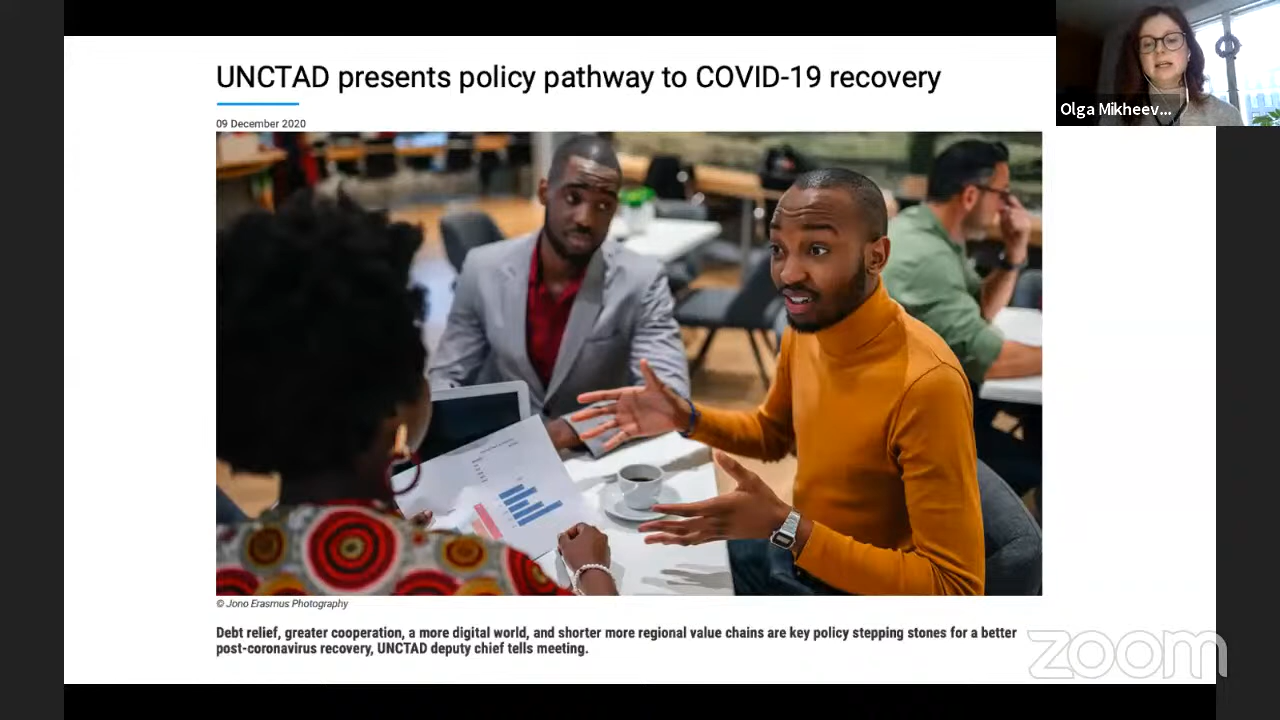 UNCTAD presents policy pathway to COVID-19 recovery
Olga Mikheev...
09 December 2020
© Jono Erasmus Photography
Debt relief, greater cooperation, a more digital world, and shorter more regional value chains are key policy stepping stones for a better
post-coronavirus recovery, UNCTAD deputy chief tells meeting.
zoom